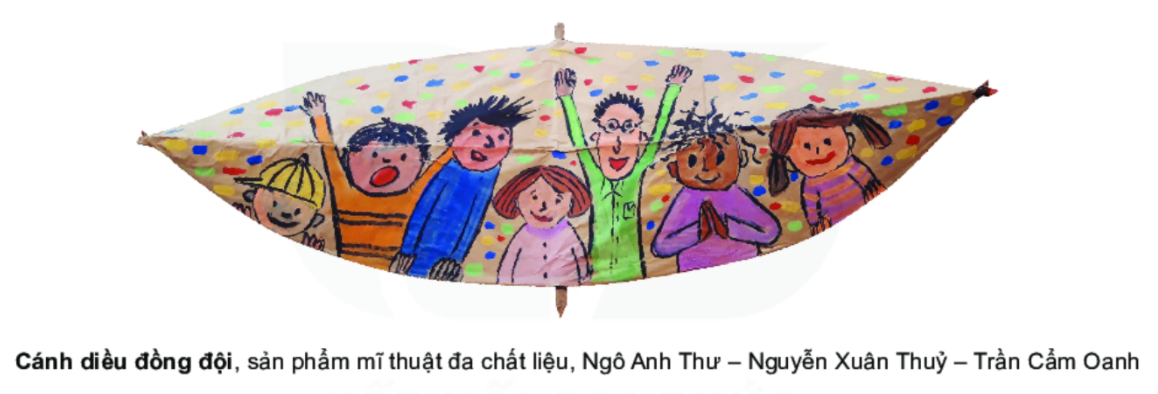 Cánh diều đồng đội, sản phẩm mĩ thuật đa chất liệu, Ngô Anh Thư – Nguyễn Xuân Thuỷ – Trần Cẩm Oanh